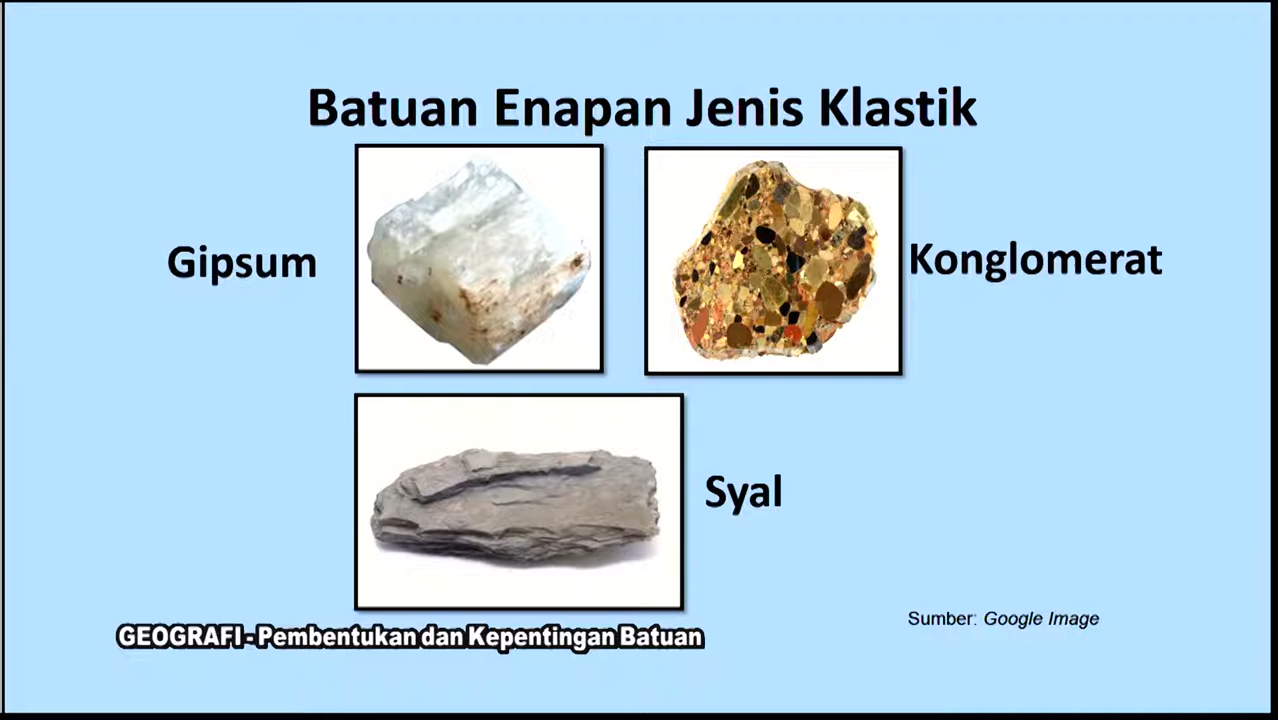 Batuan Enapan Jenis Klastik
Gipsum
Konglomerat
Syal
Sumber: Google Image
GEOGRAFI - Pembentukan dan Kepentingan Batuan